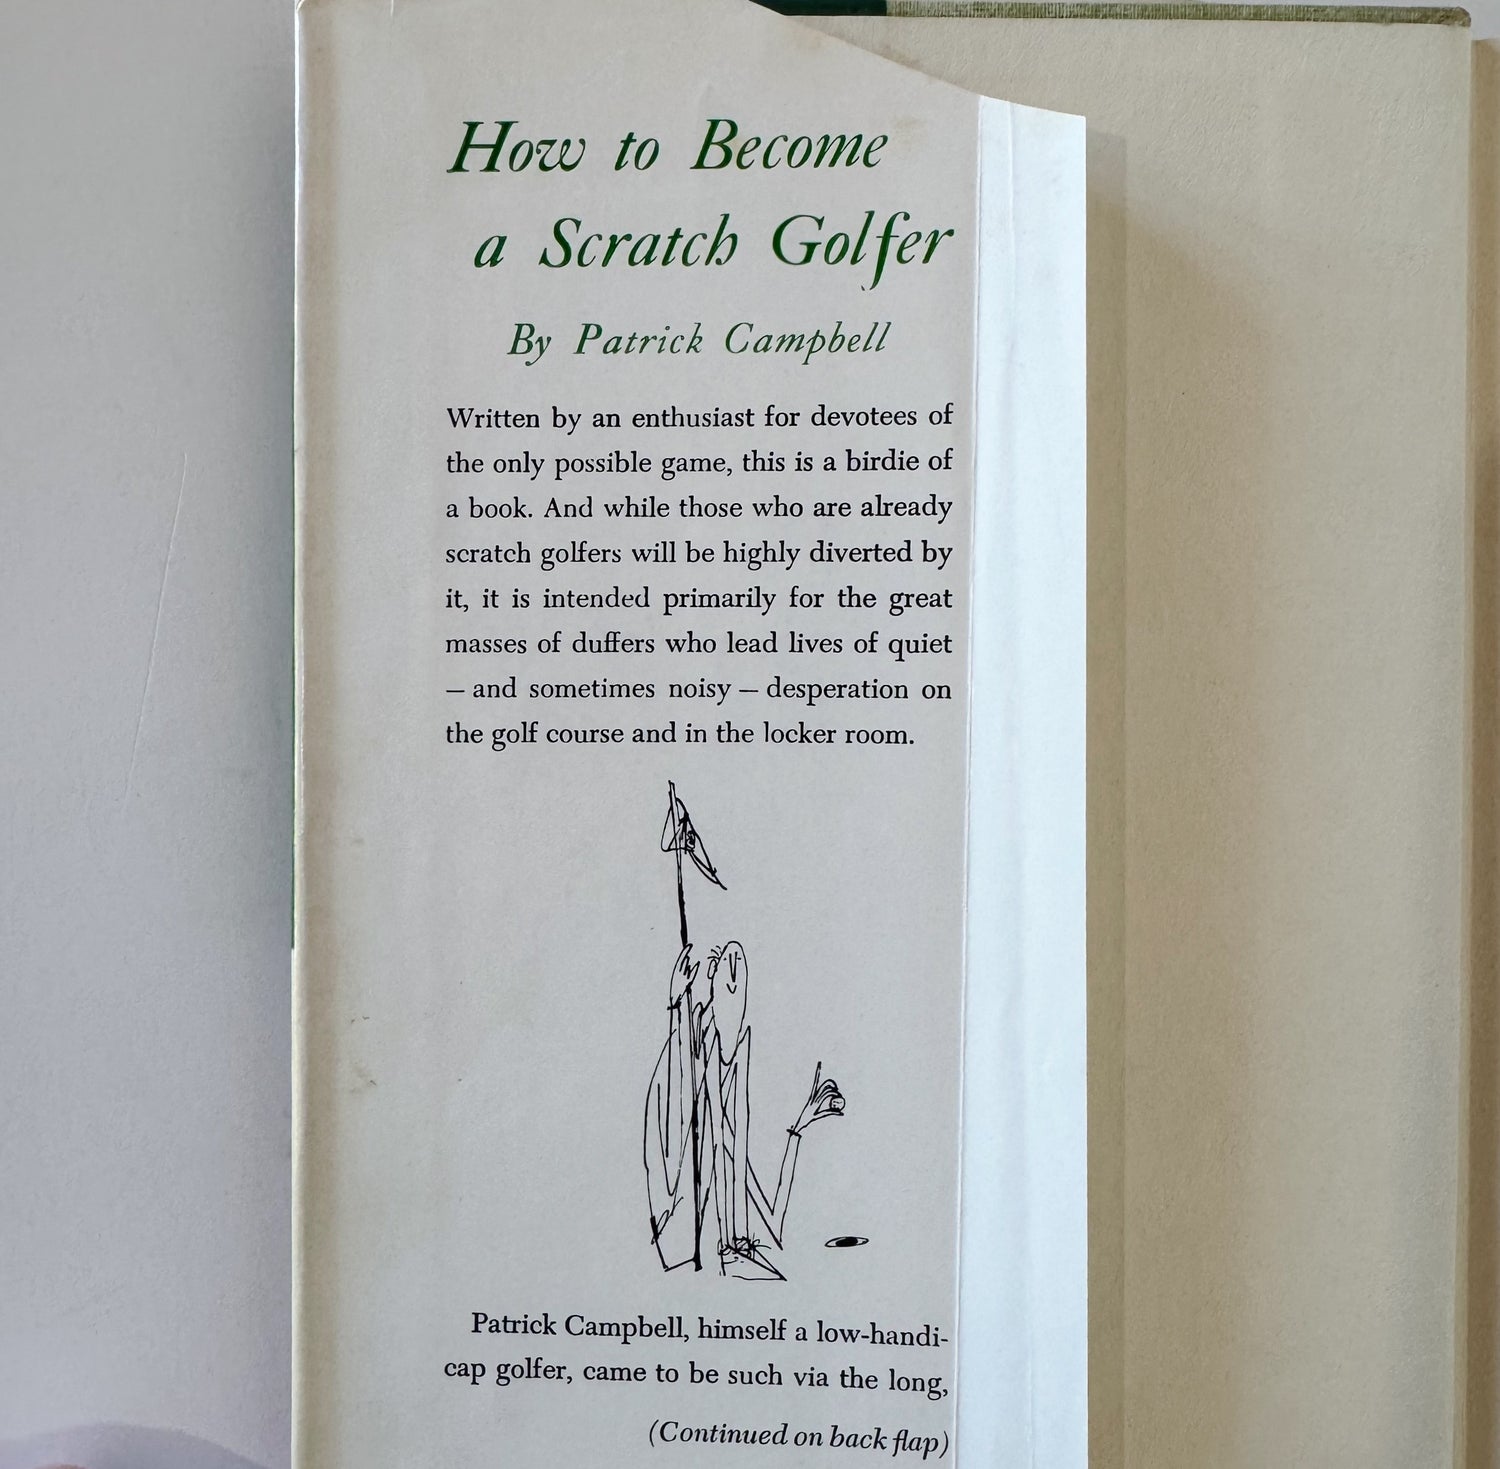 How to Become
a Scratch Golfer
By Patrick Campbell
Written by an enthusiast for devotees of
the only possible game, this is a birdie of
a book. And while those who are already
scratch golfers will be highly diverted by
it, it is intended primarily for the great
masses of duffers who lead lives of quiet
— and sometimes noisy — desperation on
the golf course and in the locker room.
Patrick Campbell, himself a low-handi-
cap golfer, came to be such via the long,
(Continued on back flap)